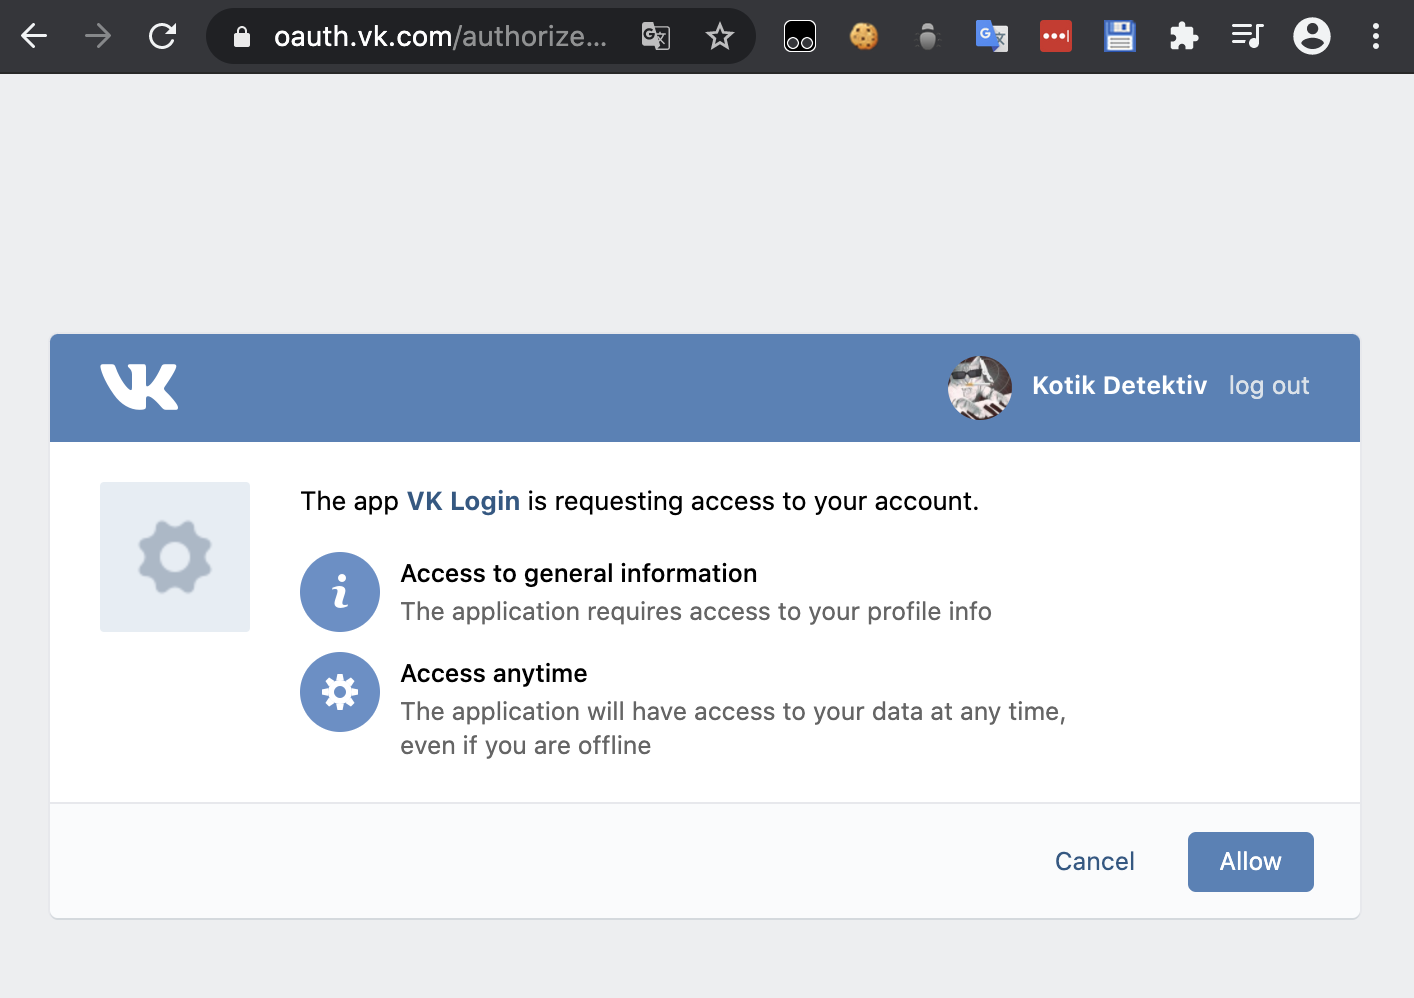 oauth.vk.com/authorize...
VK
Kotik Detektiv log out
The app VK Login is requesting access to your account.
Access to general information
The application requires access to your profile info
Access anytime
The application will have access to your data at any time,
even if you are offline
Cancel Allow